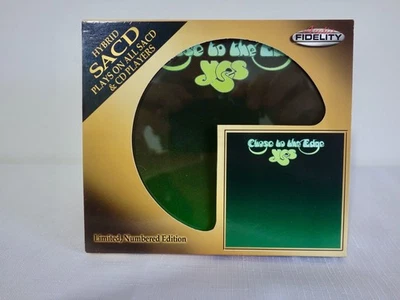 HYBRID
SACD
PLAYS ON ALL SACD
& CD PLAYERS
Close to the Edge
Yes
FIDELITY
Close to the Edge
Yes
Limited Numbered Edition